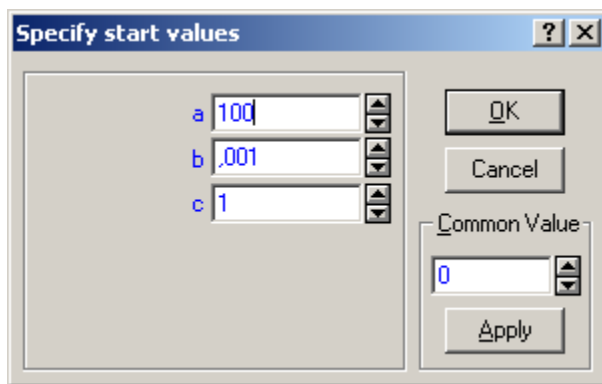 Specify start values
a 100
b ,001
c 1
OK
Cancel
Common Value
0
Apply